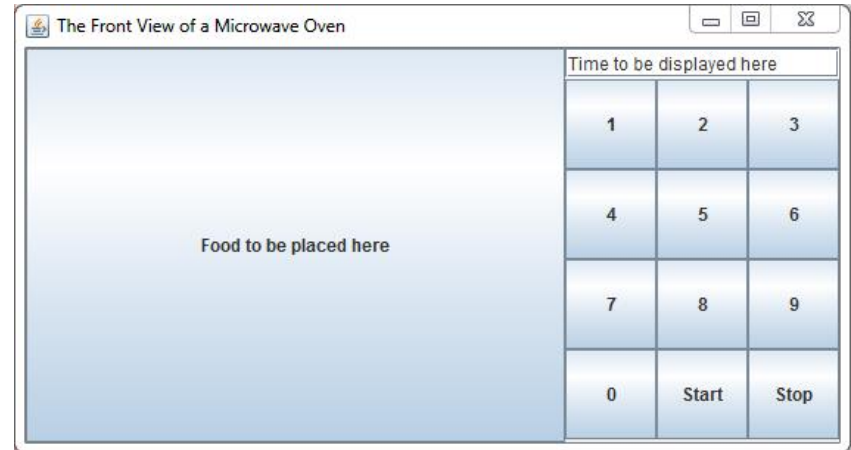 The Front View of a Microwave Oven
Time to be displayed here
1 2 3
4 5 6
Food to be placed here
7 8 9
0 Start Stop